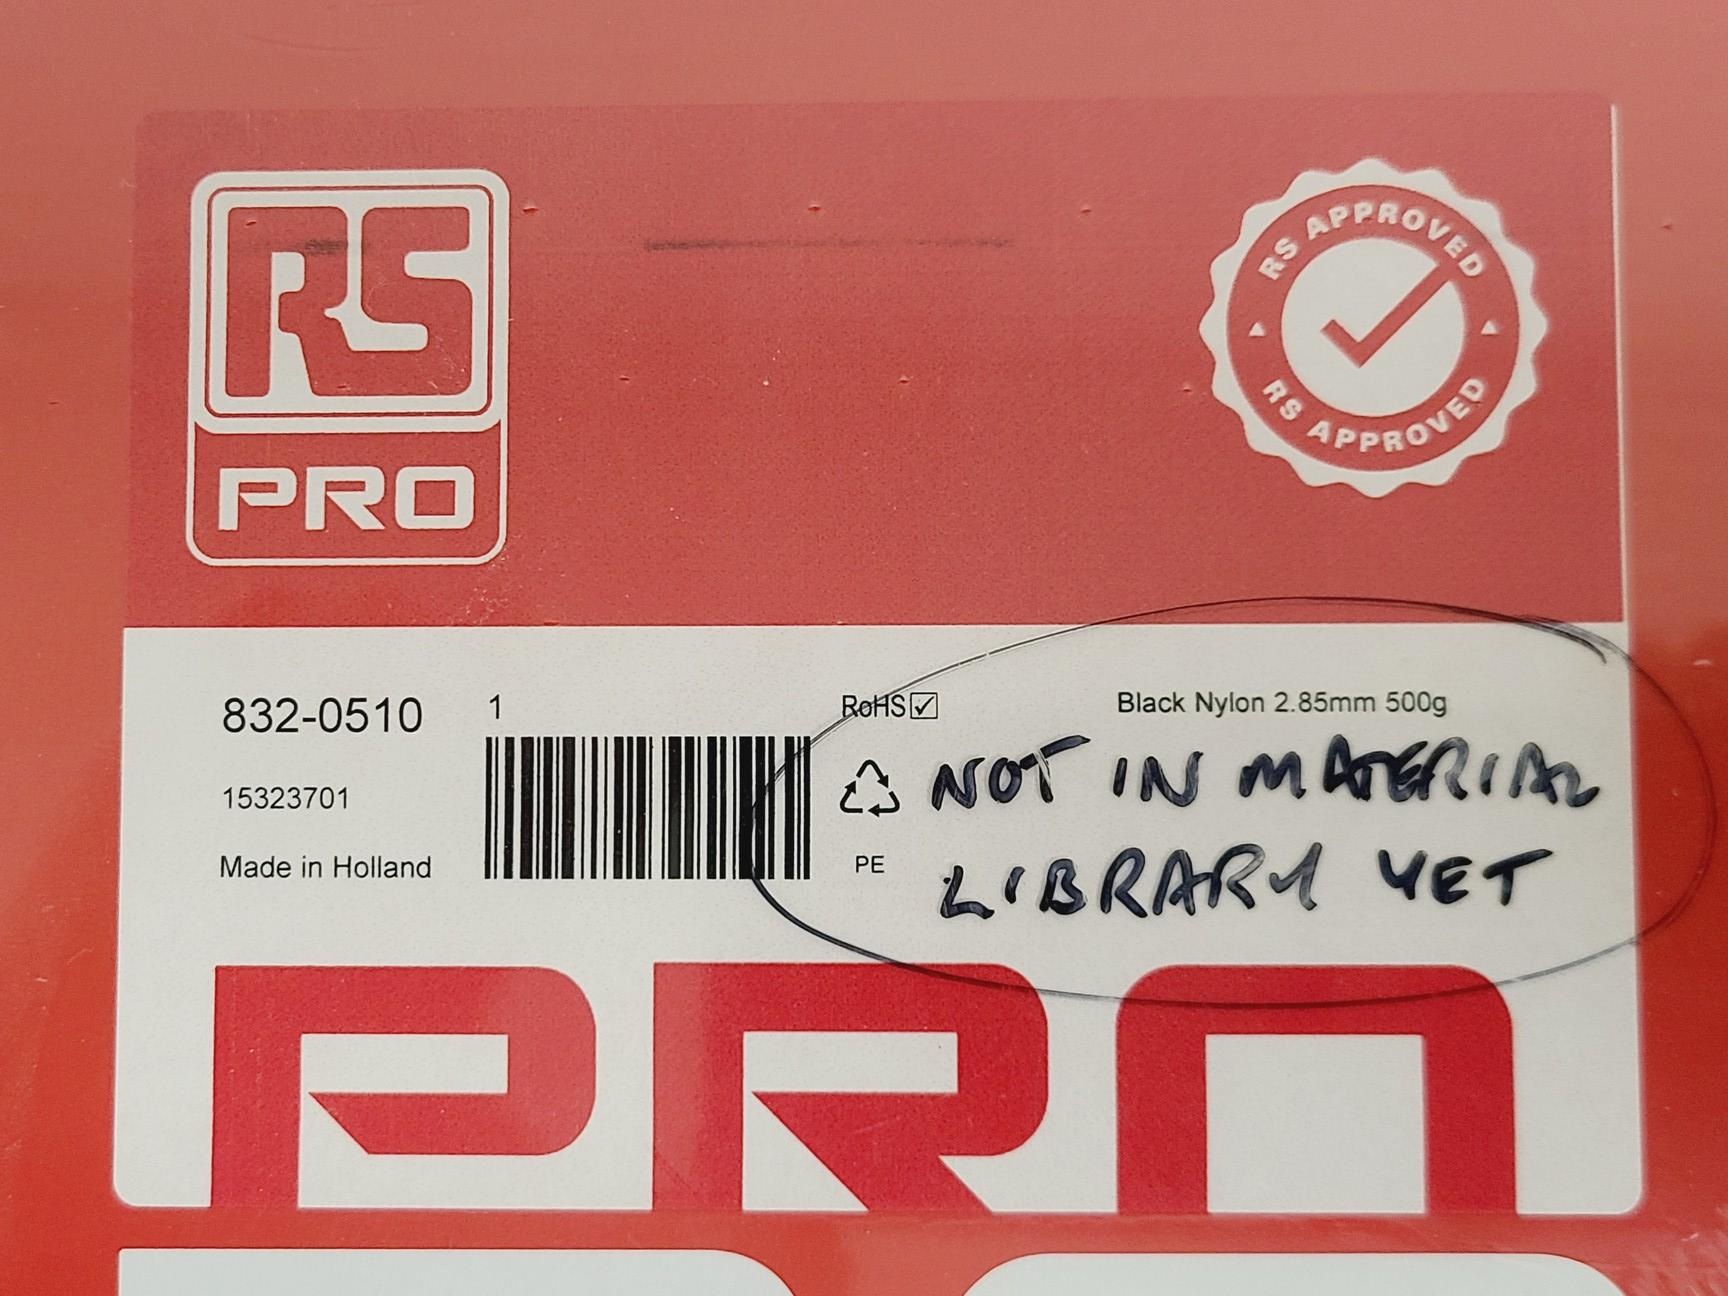 RS
PRO
RS APPROVED
RS APPROVED
832-0510
1
RoHS
Black Nylon 2.85mm 500g
15323701
NOT IN MATERIAL
LIBRARY YET
Made in Holland
PE
PRO